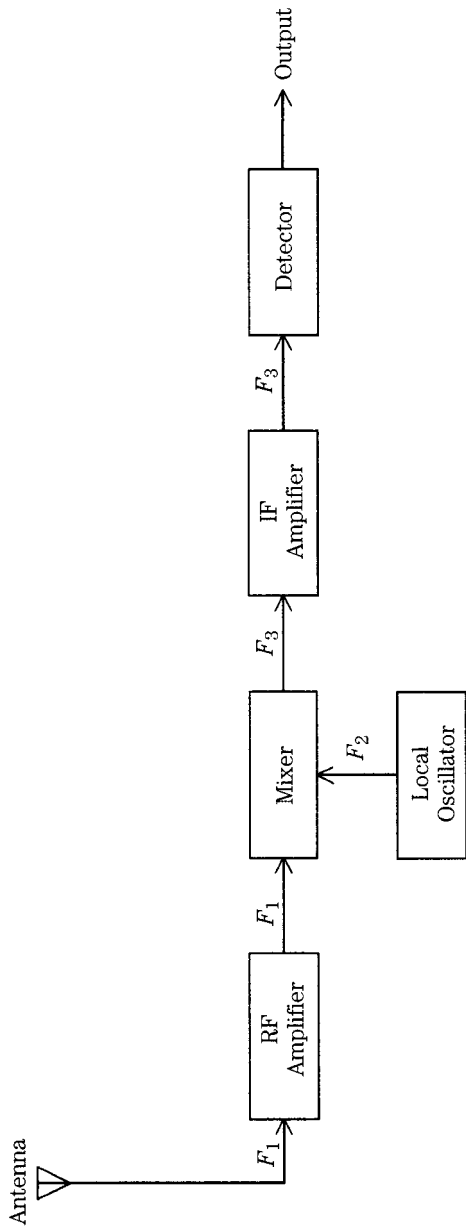 Antenna
F₁
RF
Amplifier
F₁
Mixer
F₂
Local
Oscillator
F₃
IF
Amplifier
F₃
Detector
Output